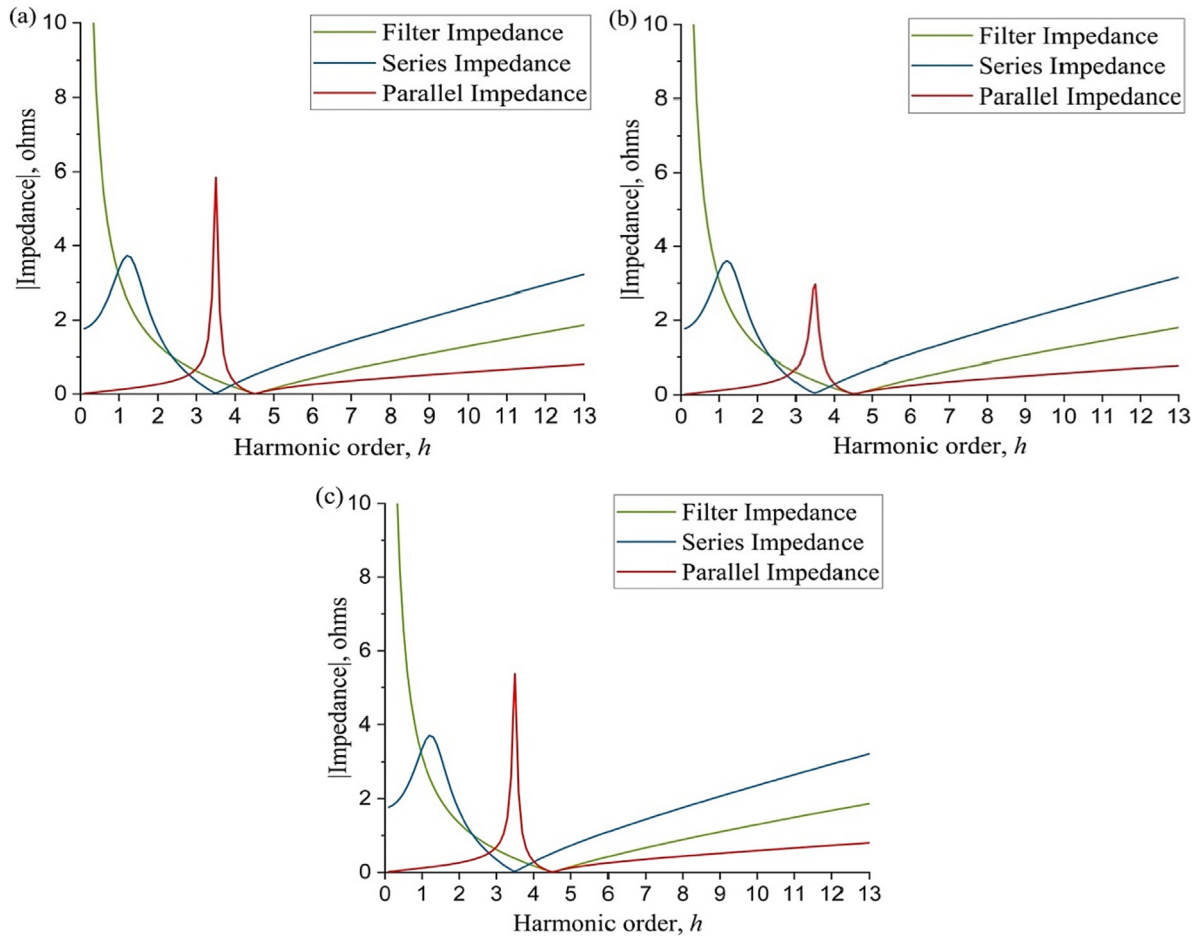 (a)
10
8
6
4
2
0
|Impedance|, ohms
Filter Impedance
Series Impedance
Parallel Impedance
0 1 2 3 4 5 6 7 8 9 10 11 12 13
Harmonic order, h
(b)
10
8
6
4
2
0
|Impedance|, ohms
Filter Impedance
Series Impedance
Parallel Impedance
0 1 2 3 4 5 6 7 8 9 10 11 12 13
Harmonic order, h
(c)
10
8
6
4
2
0
|Impedance|, ohms
Filter Impedance
Series Impedance
Parallel Impedance
0 1 2 3 4 5 6 7 8 9 10 11 12 13
Harmonic order, h